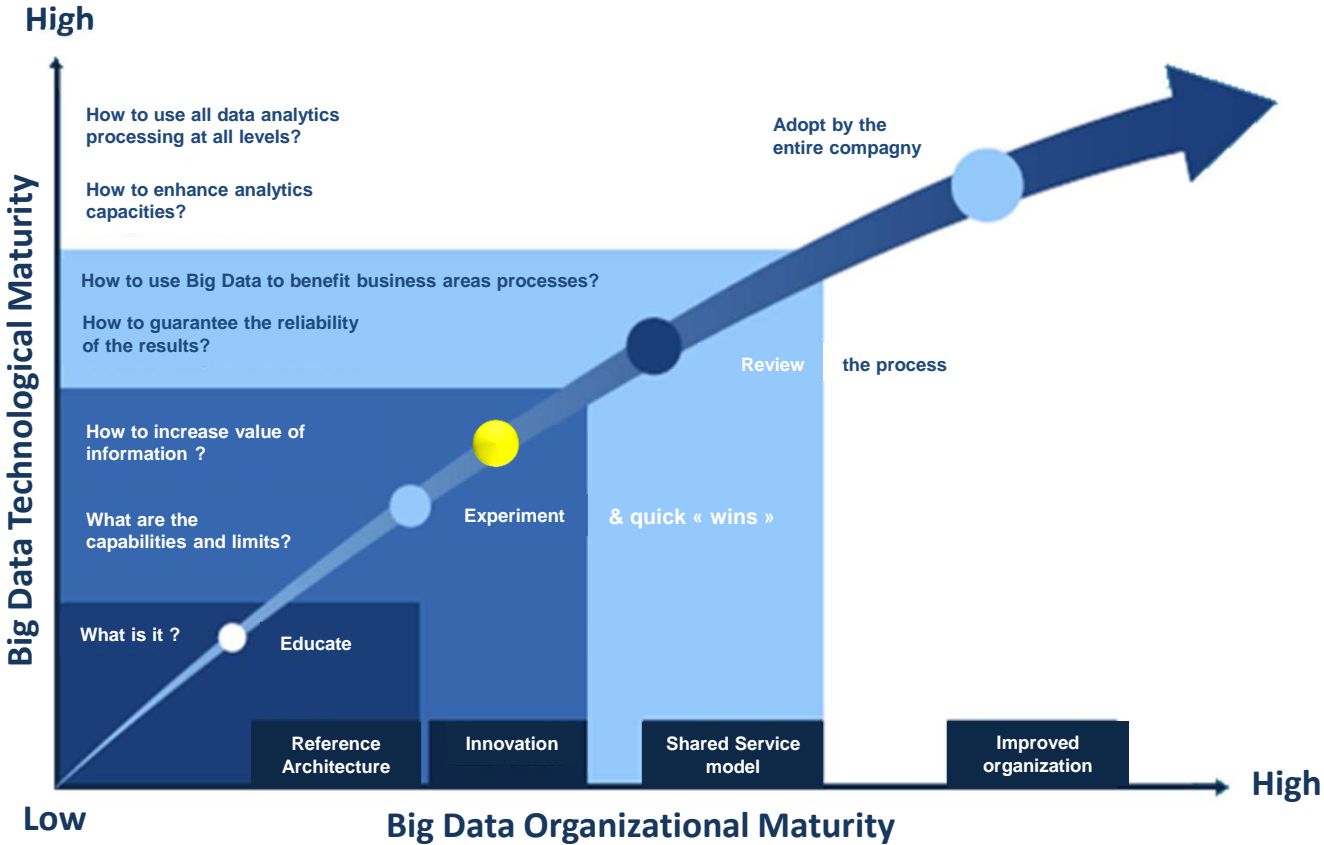 High
How to use all data analytics
processing at all levels?
Adopt by the
entire compagny
How to enhance analytics
capacities?
How to use Big Data to benefit business areas processes?
How to guarantee the reliability
of the results?
Review the process
How to increase value of
information ?
What are the
capabilities and limits?
Experiment & quick « wins »
What is it ?
Educate
Big Data Technological Maturity
Reference
Architecture
Innovation
Shared Service
model
Improved
organization
High
Low
Big Data Organizational Maturity